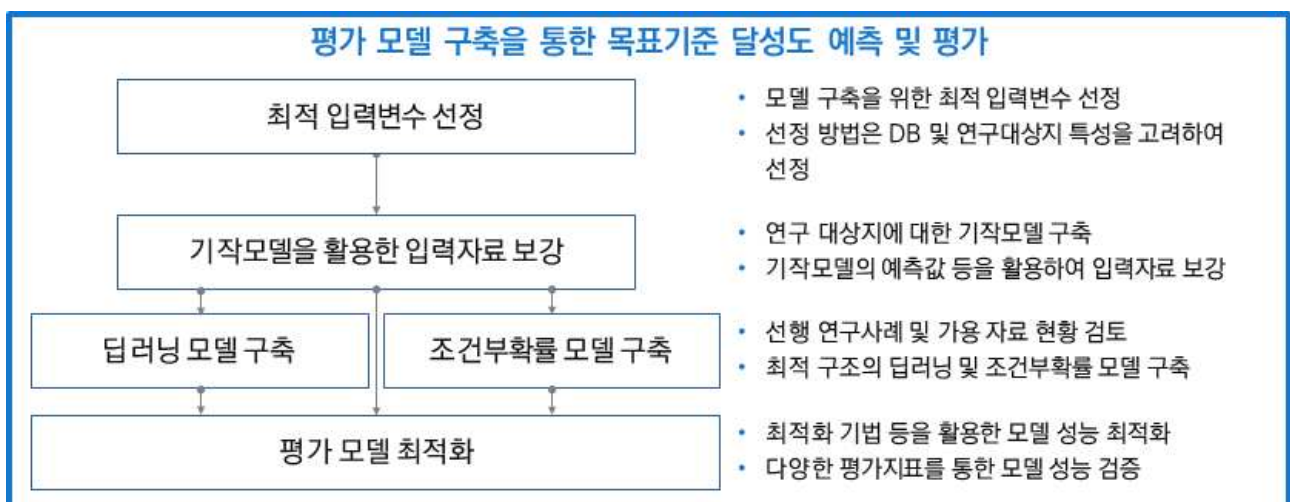 평가 모델 구축을 통한 목표기준 달성도 예측 및 평가
최적 입력변수 선정
• 모델 구축을 위한 최적 입력변수 선정
• 선정 방법은 DB 및 연구대상지 특성을 고려하여
선정
기작모델을 활용한 입력자료 보강
• 연구 대상지에 대한 기작모델 구축
• 기작모델의 예측값 등을 활용하여 입력자료 보강
딥러닝 모델 구축
조건부확률 모델 구축
• 선행 연구사례 및 가용 자료 현황 검토
• 최적 구조의 딥러닝 및 조건부확률 모델 구축
평가 모델 최적화
• 최적화 기법 등을 활용한 모델 성능 최적화
• 다양한 평가지표를 통한 모델 성능 검증